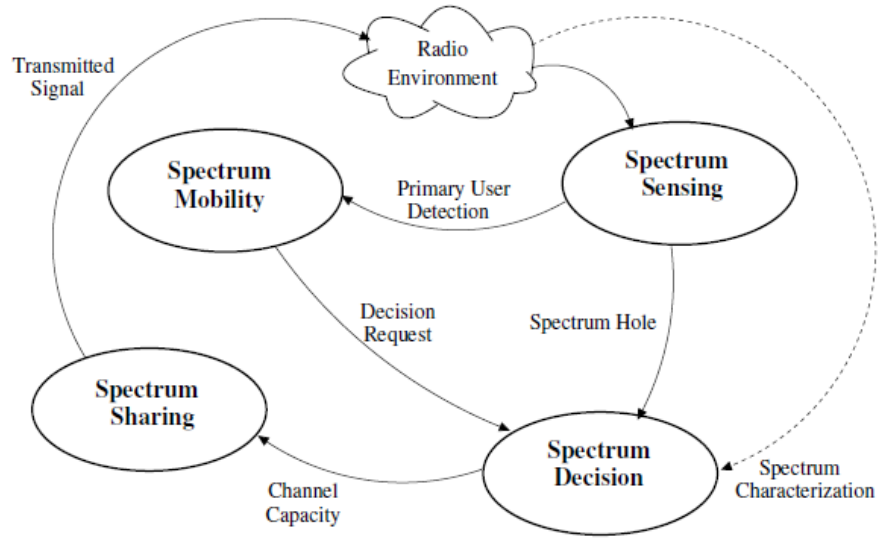 Radio
Environment
Transmitted
Signal
Spectrum
Mobility
Spectrum
Sensing
Primary User
Detection
Decision
Request
Spectrum Hole
Spectrum
Sharing
Spectrum
Decision
Channel
Capacity
Spectrum
Characterization